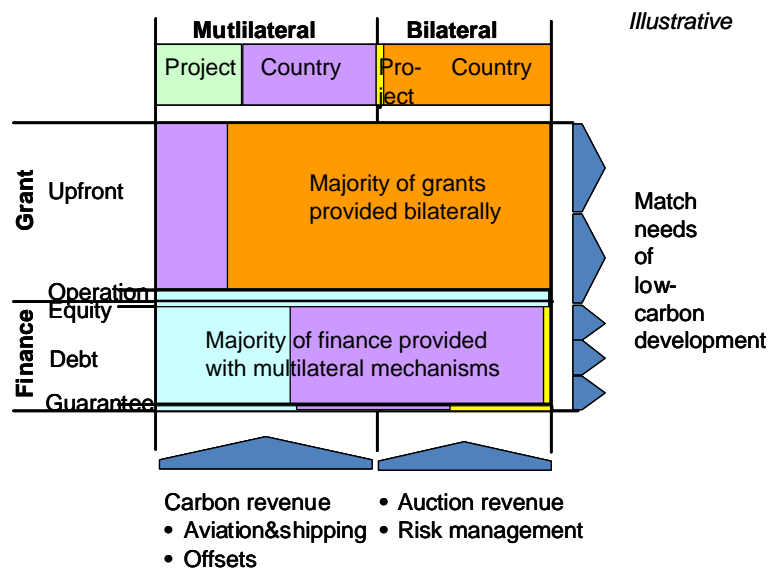 Illustrative
Mutlilateral
Bilateral
Project
Country
Pro-
ject
Country
Grant
Upfront
Majority of grants
provided bilaterally
Operation
Finance
Equity
Debt
Guarantee
Majority of finance provided
with multilateral mechanisms
Match
needs
of
low-
carbon
development
Carbon revenue
• Aviation&shipping
• Offsets
• Auction revenue
• Risk management